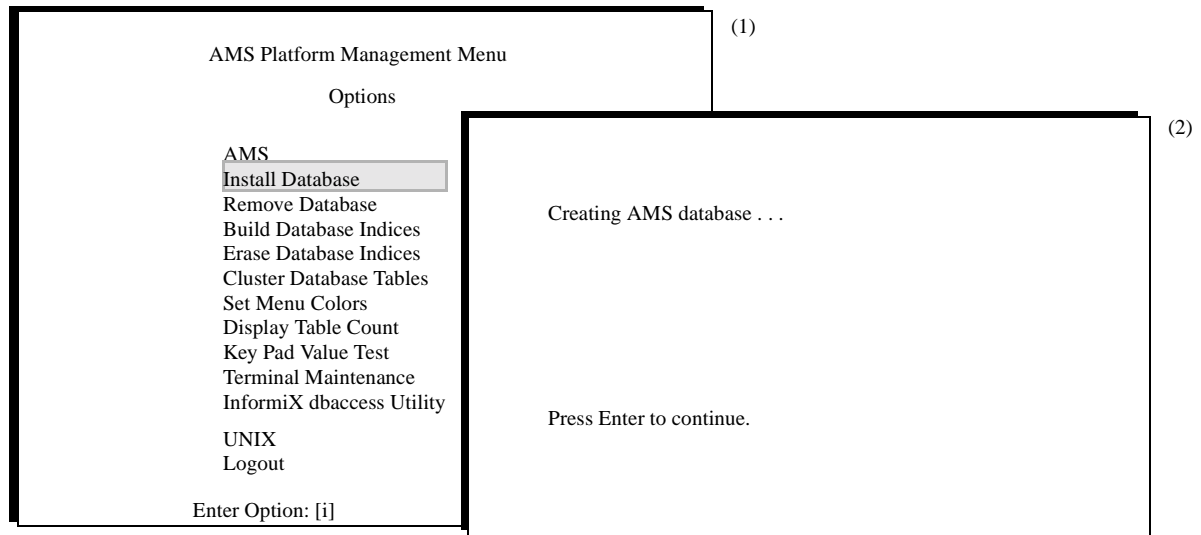 (1)
AMS Platform Management Menu
Options
AMS
Install Database
Remove Database
Build Database Indices
Erase Database Indices
Cluster Database Tables
Set Menu Colors
Display Table Count
Key Pad Value Test
Terminal Maintenance
InformiX dbaccess Utility
UNIX
Logout
Enter Option: [i]
(2)
Creating AMS database . . .
Press Enter to continue.